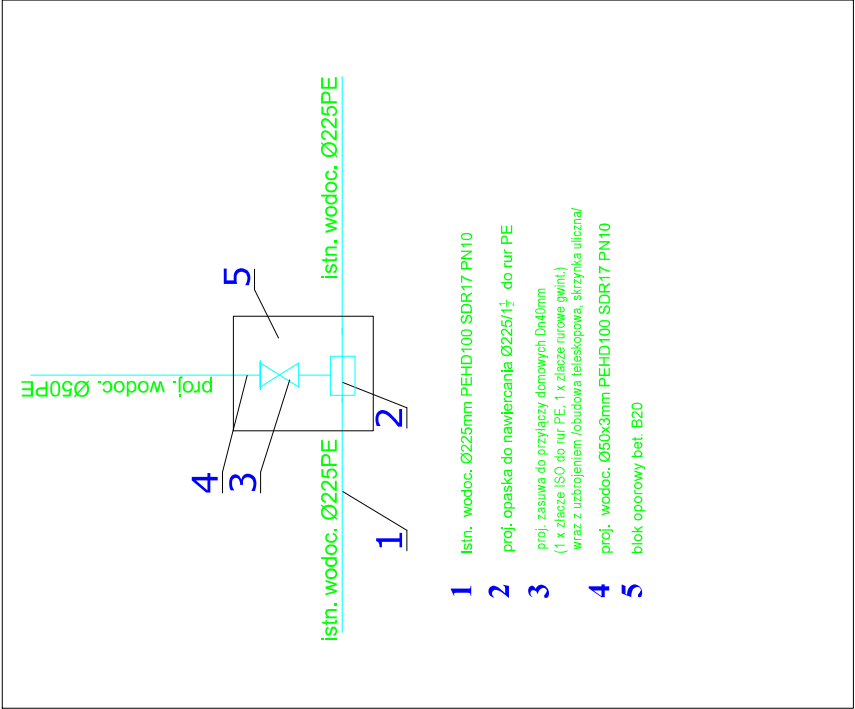 proj. wodoc. Ø50PE
istn. wodoc. Ø225PE
istn. wodoc. Ø225PE
1
2
3
4
5
1 Istn. wodoc. Ø225mm PEHD100 SDR17 PN10
2 proj. opaska do nawiercania Ø225/1½ do rur PE
3 proj. zasuwa do przyłączy domowych Dn40mm
(1 x złacze ISO do rur PE, 1 x złacze rurowe gwint.)
wraz z uzbrojeniem /obudowa teleskopowa, skrzynka uliczna/
4 proj. wodoc. Ø50x3mm PEHD100 SDR17 PN10
5 blok oporowy bet. B20